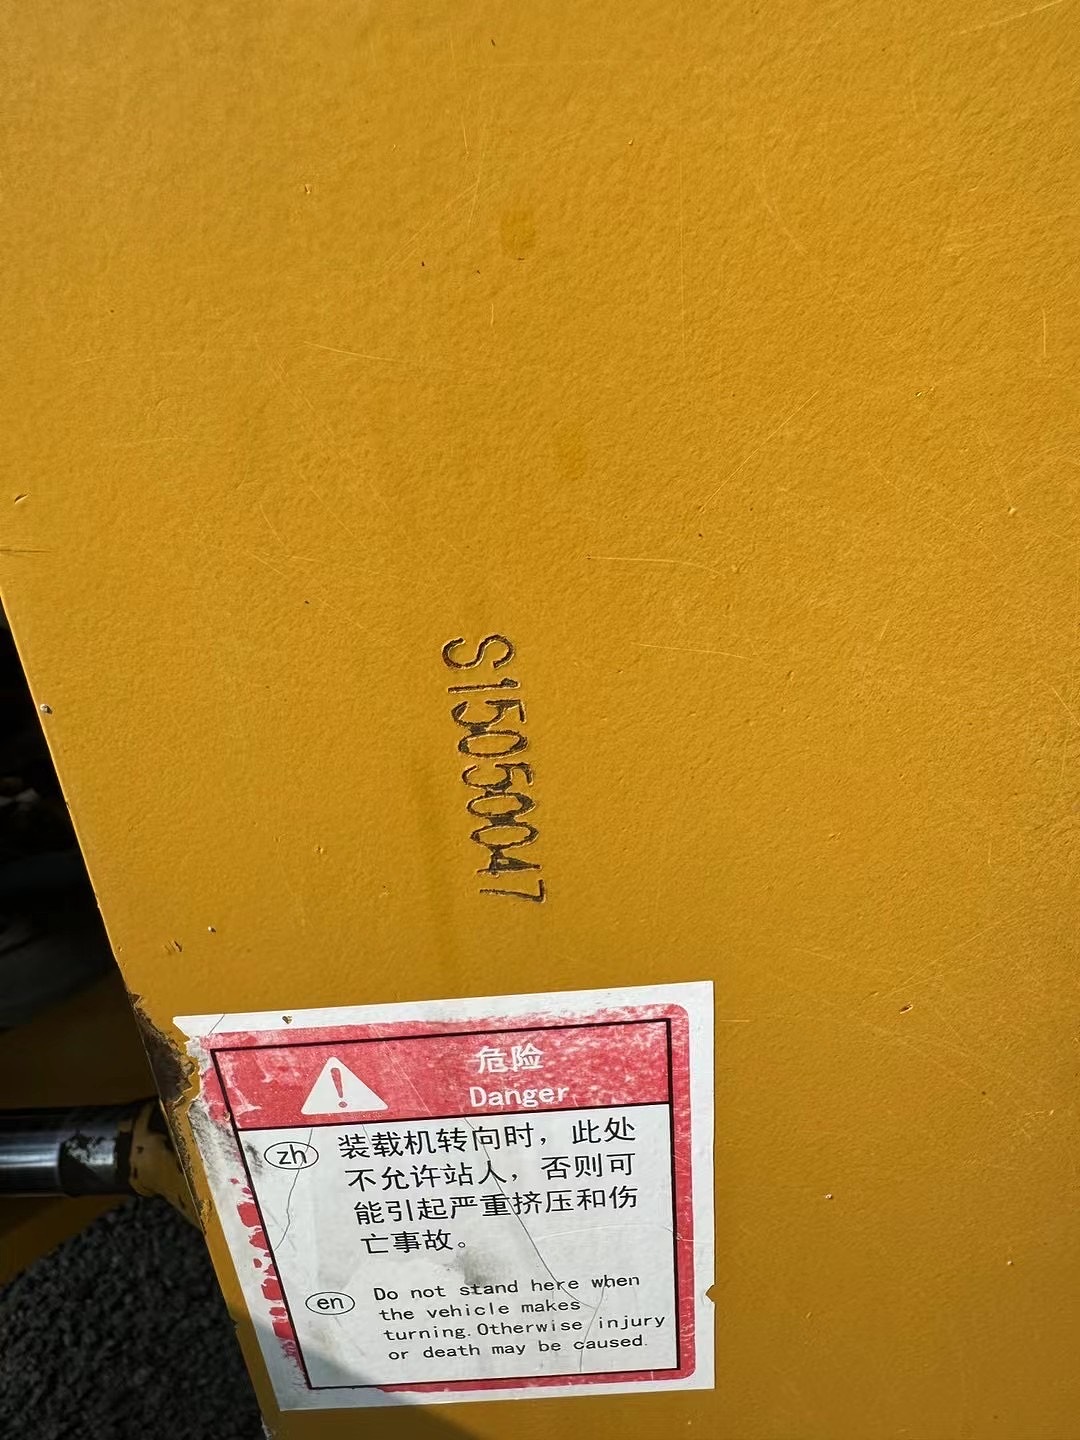 S15050047
危险
Danger
zh
装载机转向时，此处
不允许站人，否则可
能引起严重挤压和伤
亡事故。
en
Do not stand here when
the vehicle makes
turning.Otherwise injury
or death may be caused.